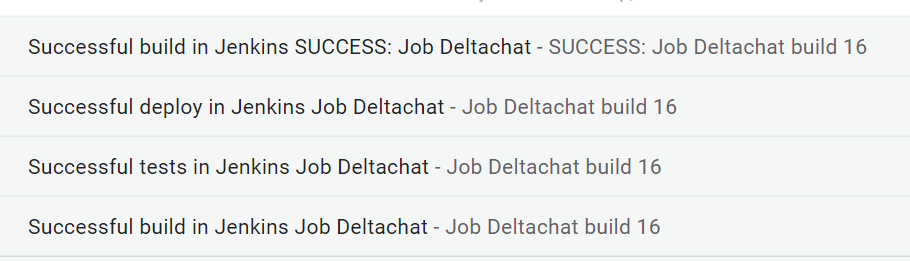 Successful build in Jenkins SUCCESS: Job Deltachat - SUCCESS: Job Deltachat build 16
Successful deploy in Jenkins Job Deltachat - Job Deltachat build 16
Successful tests in Jenkins Job Deltachat - Job Deltachat build 16
Successful build in Jenkins Job Deltachat - Job Deltachat build 16